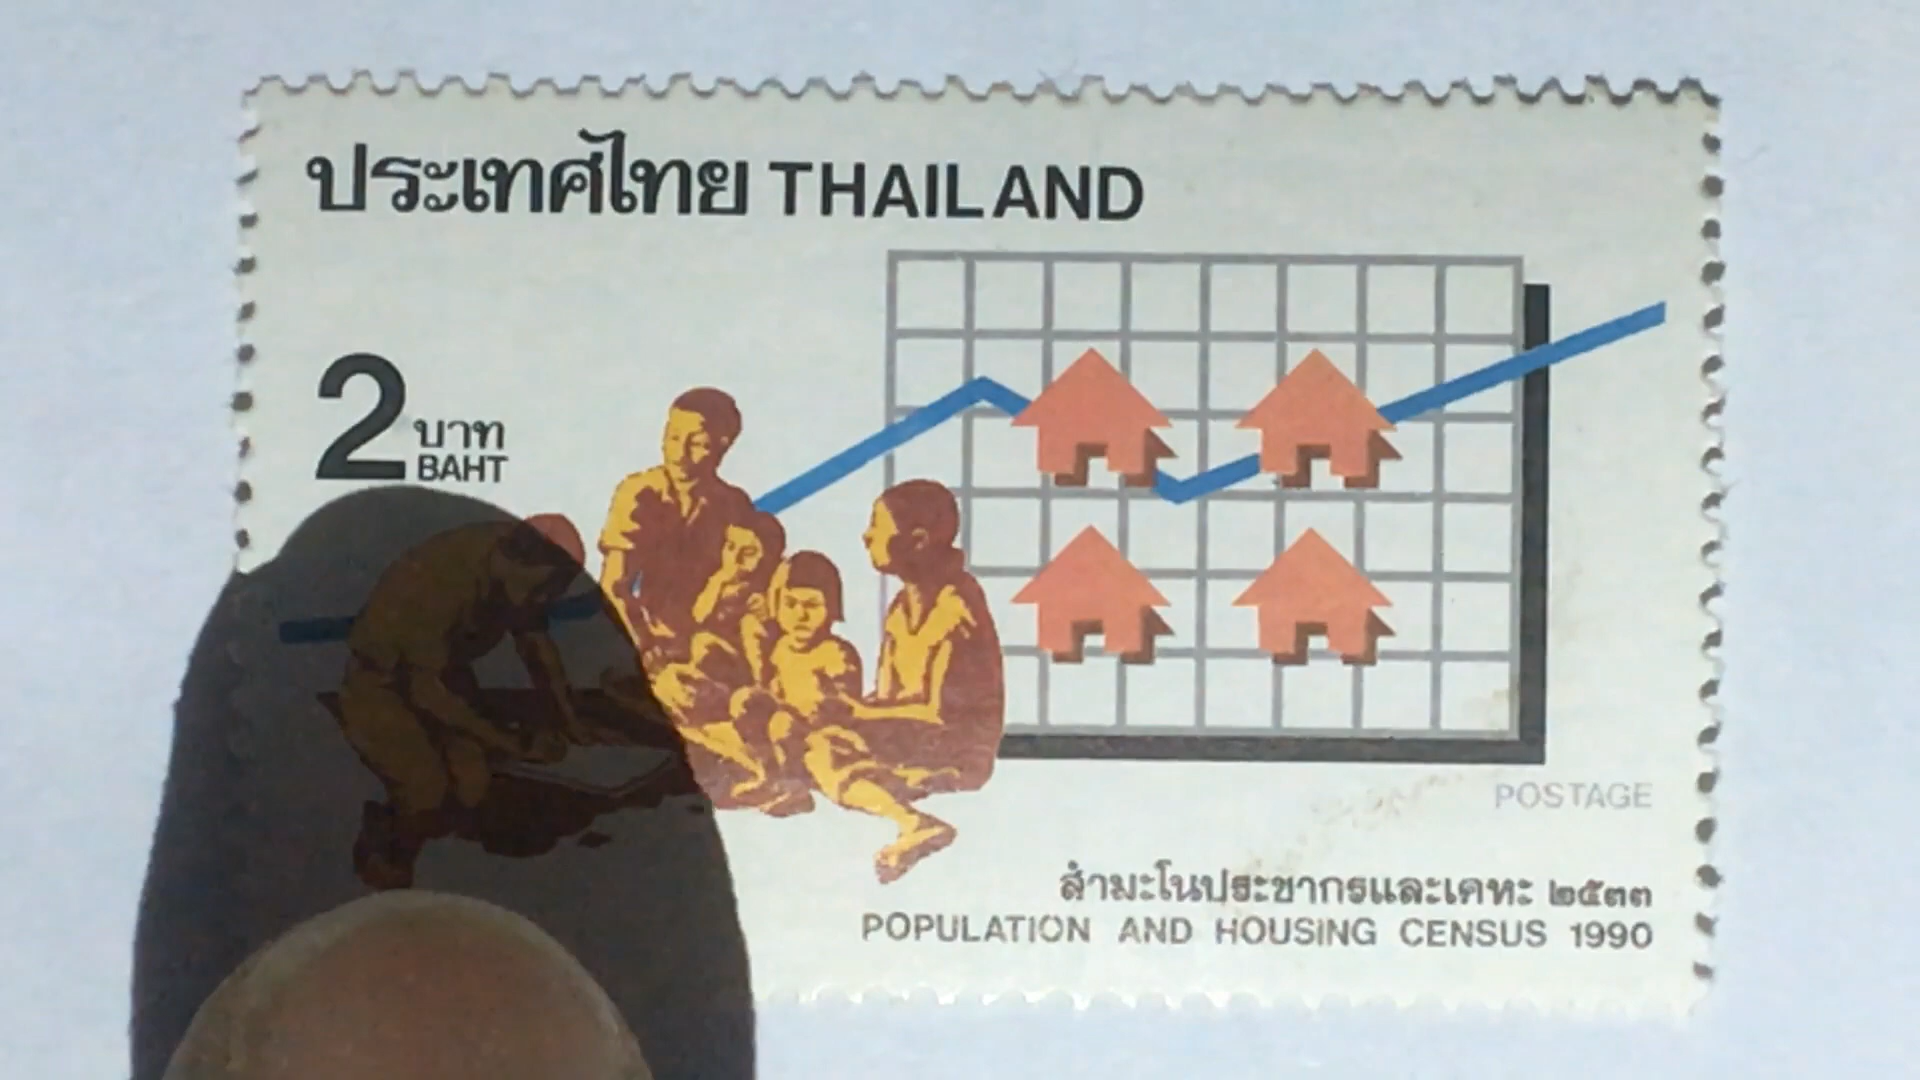 ประเทศไทย THAILAND
2 บาท
BAHT
POSTAGE
สำมะโนประชากรและเคหะ ๒๕๓๓
POPULATION AND HOUSING CENSUS 1990